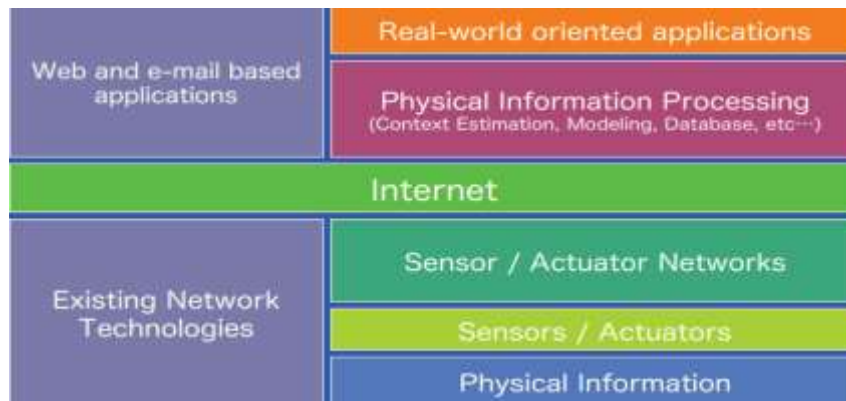 Web and e-mail based
applications
Real-world oriented applications
Physical Information Processing
(Context Estimation, Modeling, Database, etc…)
Internet
Existing Network
Technologies
Sensor / Actuator Networks
Sensors / Actuators
Physical Information